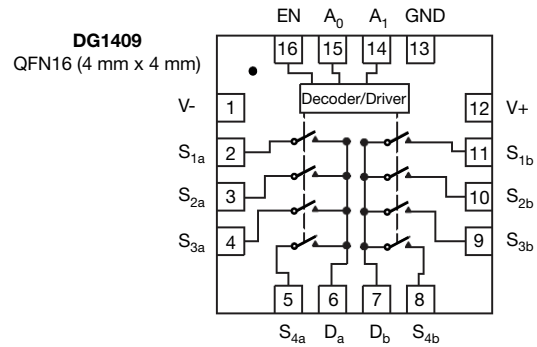 EN A₀ A₁ GND
DG1409
QFN16 (4 mm x 4 mm)
16 15 14 13
Decoder/Driver
V- 1 12 V+
S₁ₐ 2 11 S₁b
S₂ₐ 3 10 S₂b
S₃ₐ 4 9 S₃b
5 6 7 8
S₄ₐ Dₐ Db S₄b